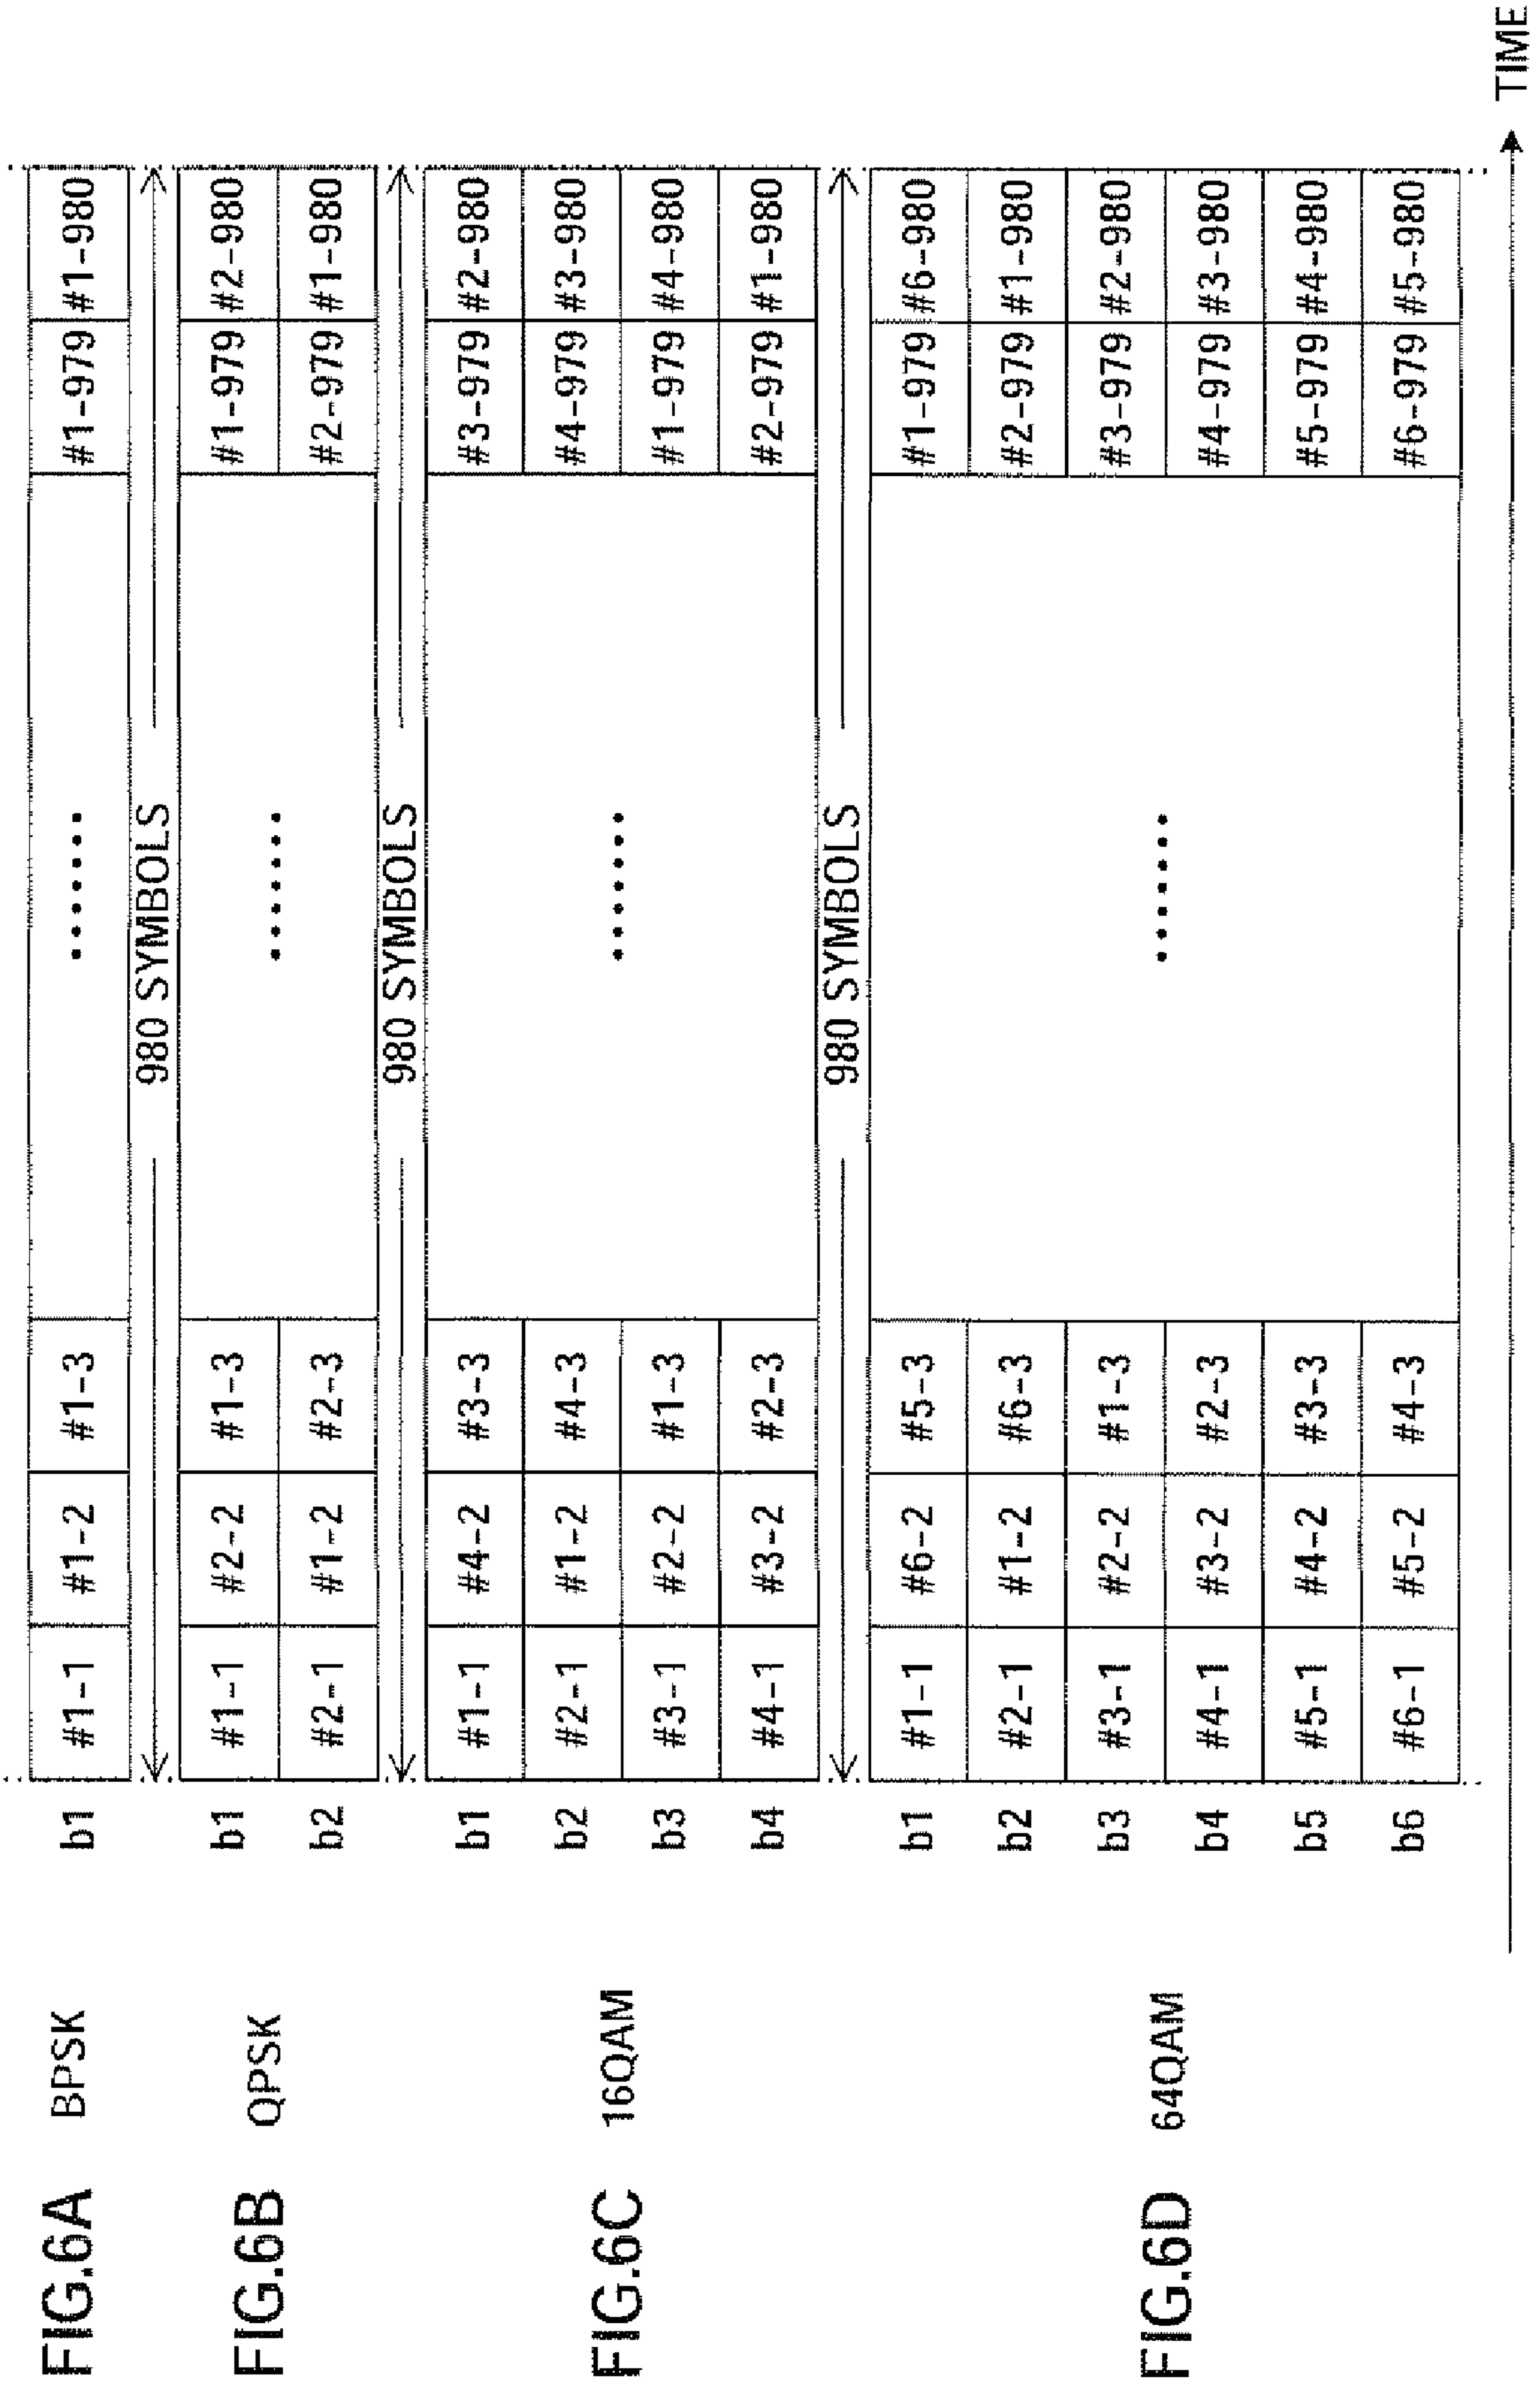 FIG.6A BPSK
b1 #1-1 #1-2 #1-3 ....... #1-979 #1-980
980 SYMBOLS
FIG.6B QPSK
b1 #1-1 #2-2 #1-3 ....... #1-979 #2-980
b2 #2-1 #1-2 #2-3 #2-979 #1-980
980 SYMBOLS
FIG.6C 16QAM
b1 #1-1 #4-2 #3-3 ....... #3-979 #2-980
b2 #2-1 #1-2 #4-3 #4-979 #3-980
b3 #3-1 #2-2 #1-3 #1-979 #4-980
b4 #4-1 #3-2 #2-3 #2-979 #1-980
980 SYMBOLS
FIG.6D 64QAM
b1 #1-1 #6-2 #5-3 ....... #1-979 #6-980
b2 #2-1 #1-2 #6-3 #2-979 #1-980
b3 #3-1 #2-2 #1-3 #3-979 #2-980
b4 #4-1 #3-2 #2-3 #4-979 #3-980
b5 #5-1 #4-2 #3-3 #5-979 #4-980
b6 #6-1 #5-2 #4-3 #6-979 #5-980
TIME